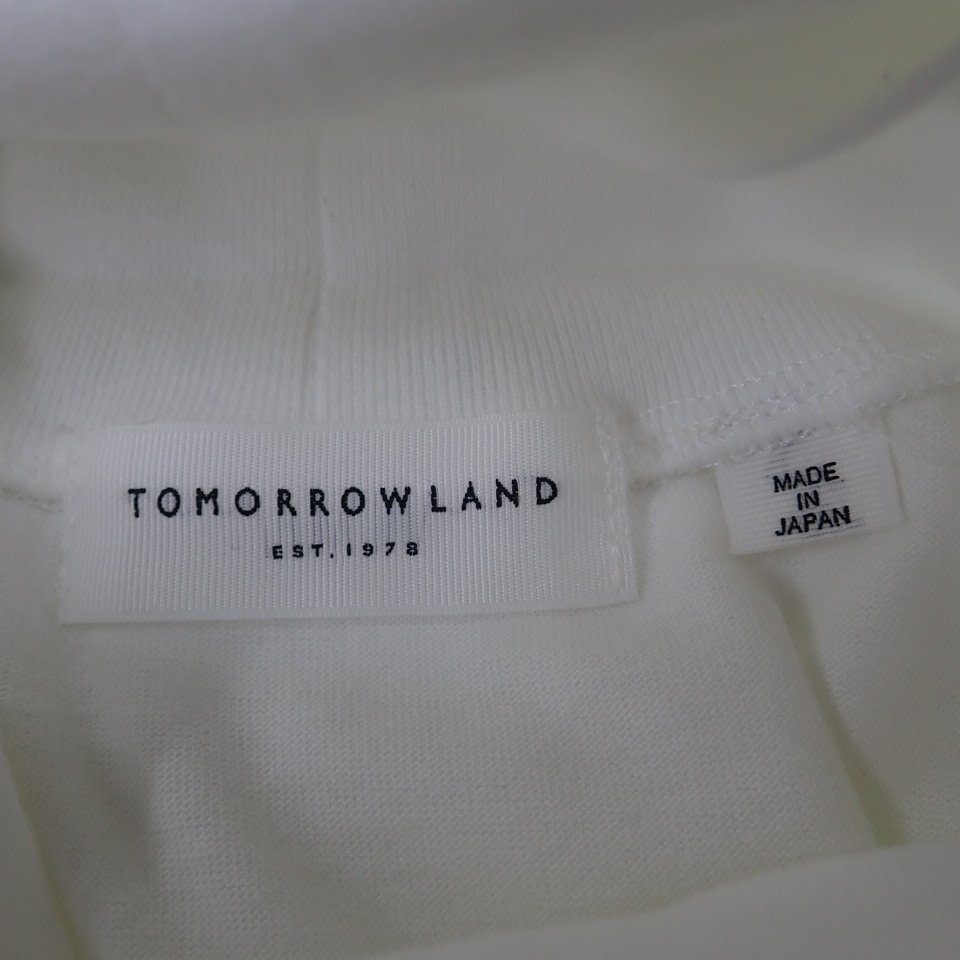 TOMORROWLAND
EST. 1978
MADE
IN
JAPAN